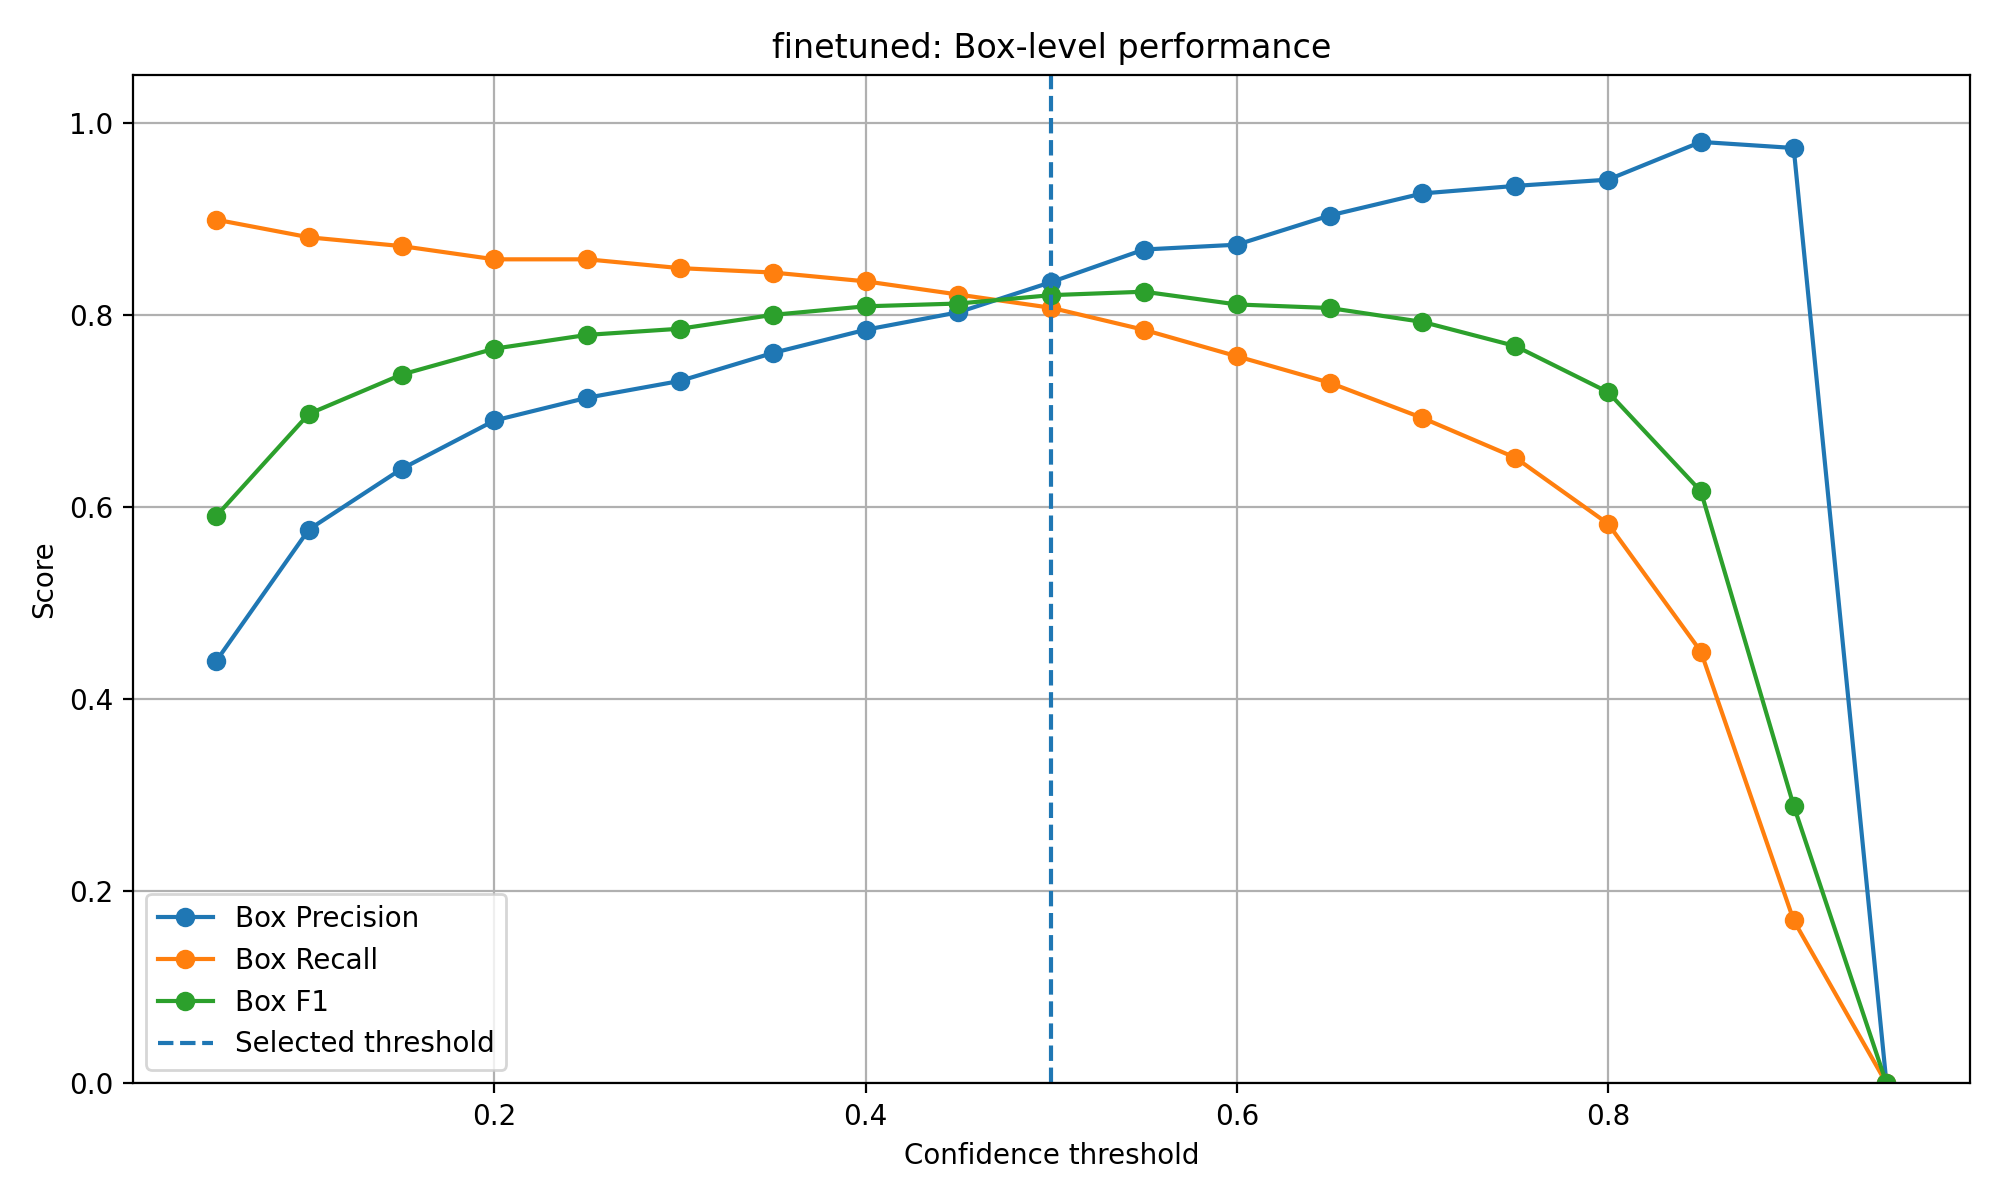 finetuned: Box-level performance
1.0
0.8
0.6
0.4
0.2
0.0
Score
Box Precision
Box Recall
Box F1
Selected threshold
0.2 0.4 0.6 0.8
Confidence threshold